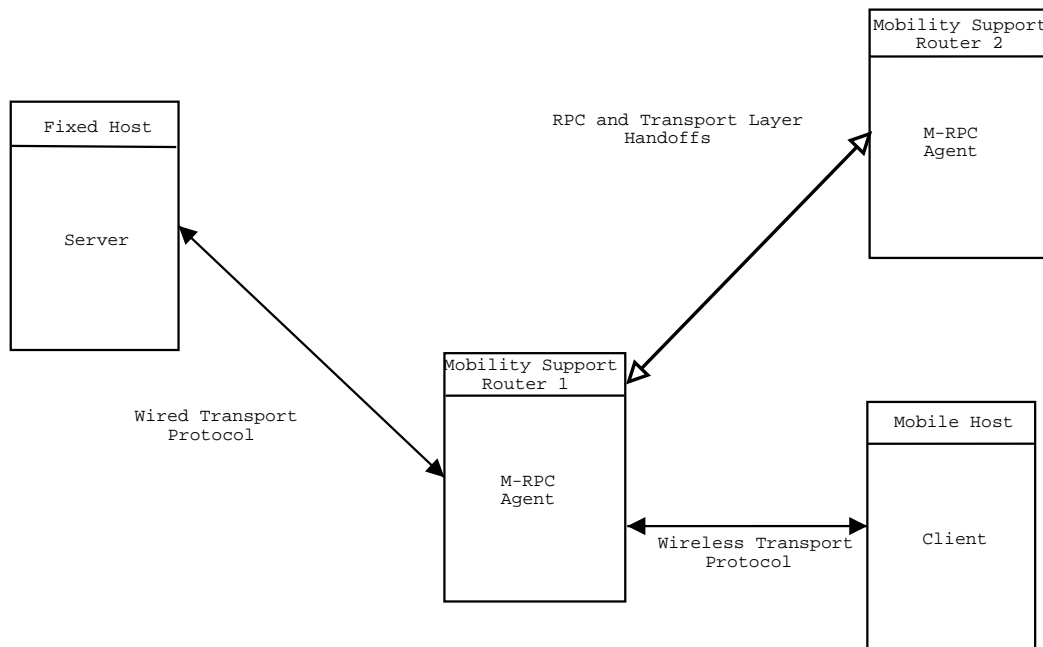 Mobility Support
Router 2
Fixed Host
RPC and Transport Layer
Handoffs
M-RPC
Agent
Server
Mobility Support
Router 1
Wired Transport
Protocol
Mobile Host
M-RPC
Agent
Wireless Transport
Protocol
Client